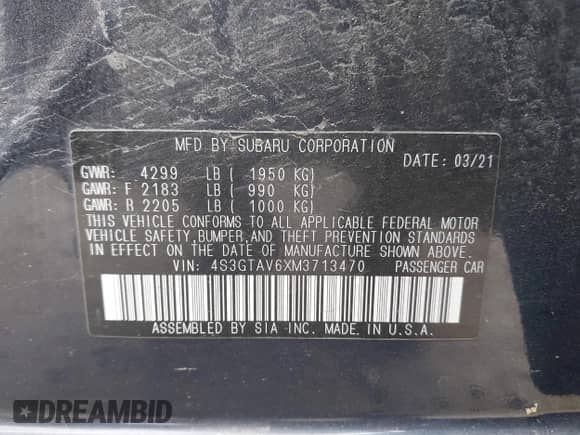 MFD BY SUBARU CORPORATION
DATE: 03/21
GVWR: 4299 LB ( 1950 KG)
GAWR: F 2183 LB ( 990 KG)
GAWR: R 2205 LB ( 1000 KG)
THIS VEHICLE CONFORMS TO ALL APPLICABLE FEDERAL MOTOR
VEHICLE SAFETY,BUMPER,AND THEFT PREVENTION STANDARDS
IN EFFECT ON THE DATE OF MANUFACTURE SHOWN ABOVE.
VIN: 4S3GTAV6XM3713470 PASSENGER CAR
ASSEMBLED BY SIA INC. MADE IN U.S.A.
DREAMBID